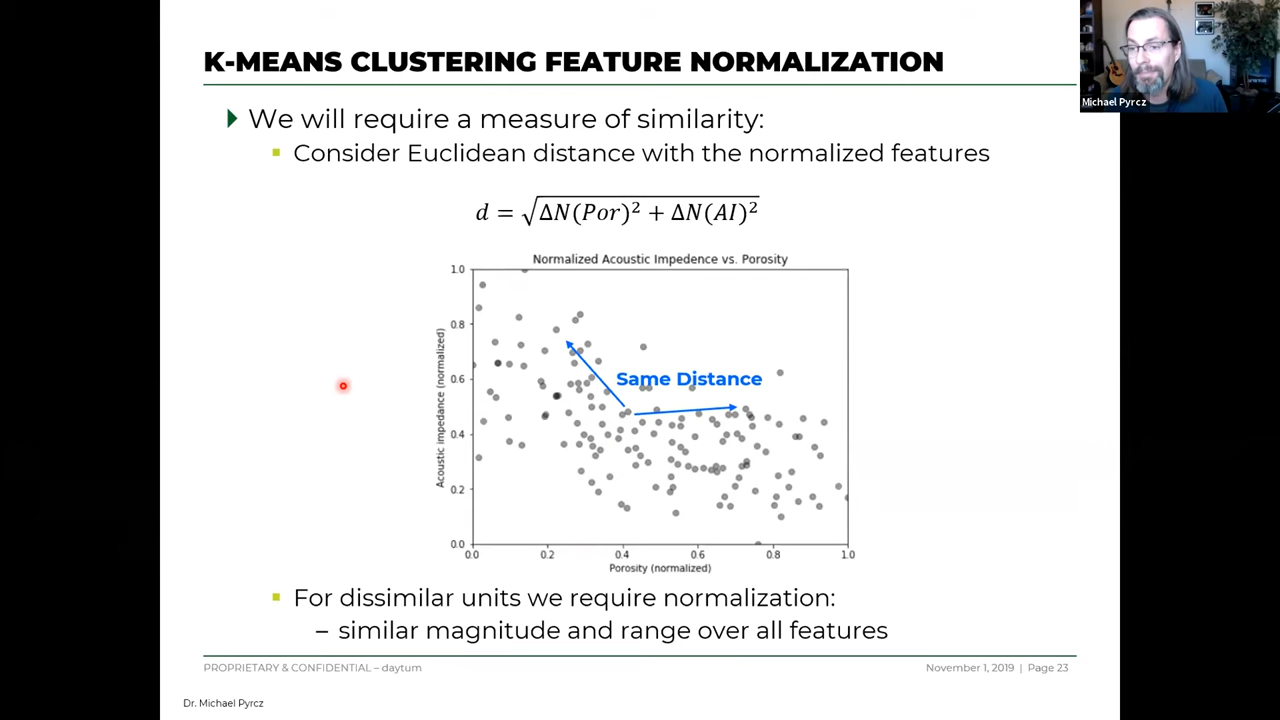 K-MEANS CLUSTERING FEATURE NORMALIZATION
Michael Pyrcz
We will require a measure of similarity:
Consider Euclidean distance with the normalized features
d = √ΔN(Por)² + ΔN(AI)²
Normalized Acoustic Impedence vs. Porosity
1.0
0.8
0.6
0.4
0.2
0.0
Acoustic impedance (normalized)
Same Distance
0.0 0.2 0.4 0.6 0.8 1.0
Porosity (normalized)
For dissimilar units we require normalization:
– similar magnitude and range over all features
PROPRIETARY & CONFIDENTIAL – daytum
November 1, 2019 | Page 23
Dr. Michael Pyrcz